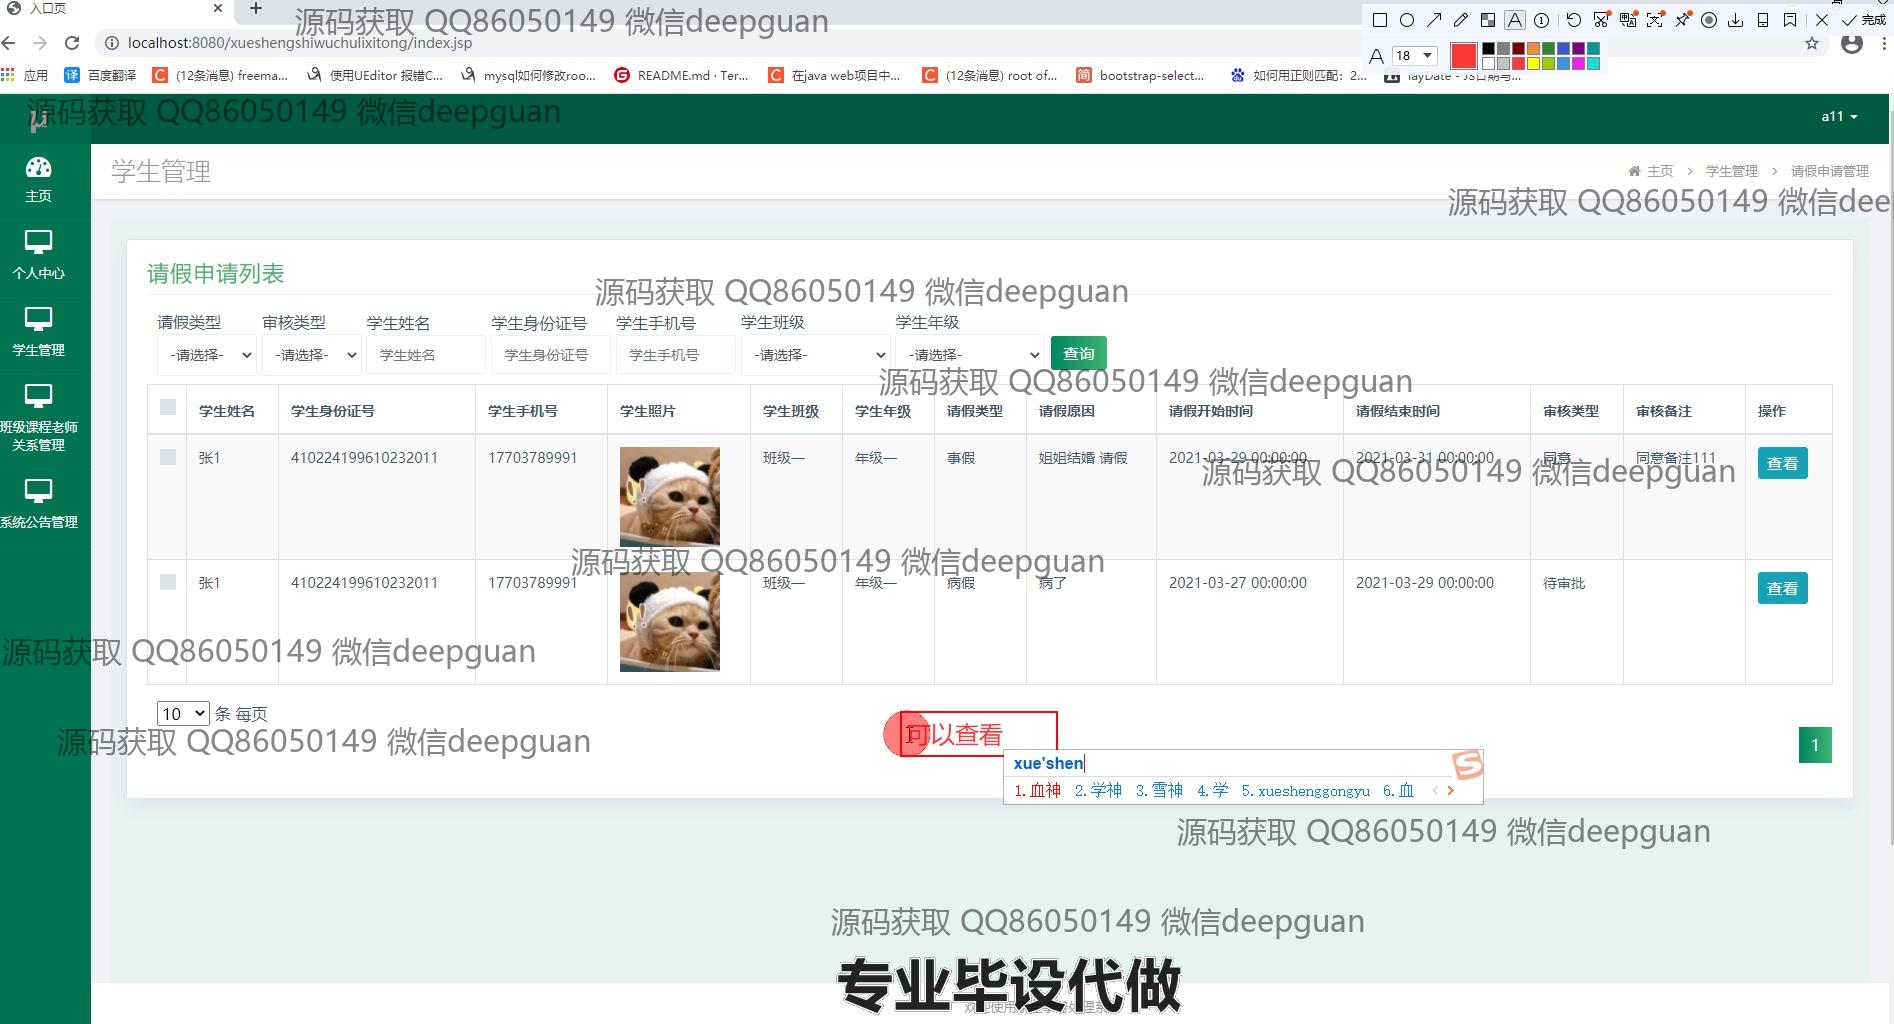 入口页
源码获取 QQ86050149 微信deepguan
完成
localhost:8080/xueshengshiwuchulixitong/index.jsp
18
应用
百度翻译
(12条消息) freema...
使用UEditor 报错C...
mysql如何修改roo...
README.md · Ter...
在java web项目中...
(12条消息) root of...
bootstrap-select...
如何用正则匹配：2...
layDate - JS日期与...
源码获取 QQ86050149 微信deepguan
μ
a11
主页
个人中心
学生管理
班级课程老师
关系管理
系统公告管理
学生管理
主页 > 学生管理 > 请假申请管理
源码获取 QQ86050149 微信dee
请假申请列表
源码获取 QQ86050149 微信deepguan
请假类型 审核类型 学生姓名 学生身份证号 学生手机号 学生班级 学生年级
-请选择- -请选择- 学生姓名 学生身份证号 学生手机号 -请选择- -请选择- 查询
源码获取 QQ86050149 微信deepguan
学生姓名 学生身份证号 学生手机号 学生照片 学生班级 学生年级 请假类型 请假原因 请假开始时间 请假结束时间 审核类型 审核备注 操作
张1 410224199610232011 17703789991 班级一 年级一 事假 姐姐结婚 请假 2021-03-29 00:00:00 2021-03-31 00:00:00 同意 同意备注111 查看
源码获取 QQ86050149 微信deepguan
源码获取 QQ86050149 微信deepguan
张1 410224199610232011 17703789991 班级一 年级一 病假 病了 2021-03-27 00:00:00 2021-03-29 00:00:00 待审批 查看
源码获取 QQ86050149 微信deepguan
10 条 每页
可以查看
1
源码获取 QQ86050149 微信deepguan
xue'shen
1.血神 2.学神 3.雪神 4.学 5.xueshenggongyu 6.血
源码获取 QQ86050149 微信deepguan
源码获取 QQ86050149 微信deepguan
专业毕设代做